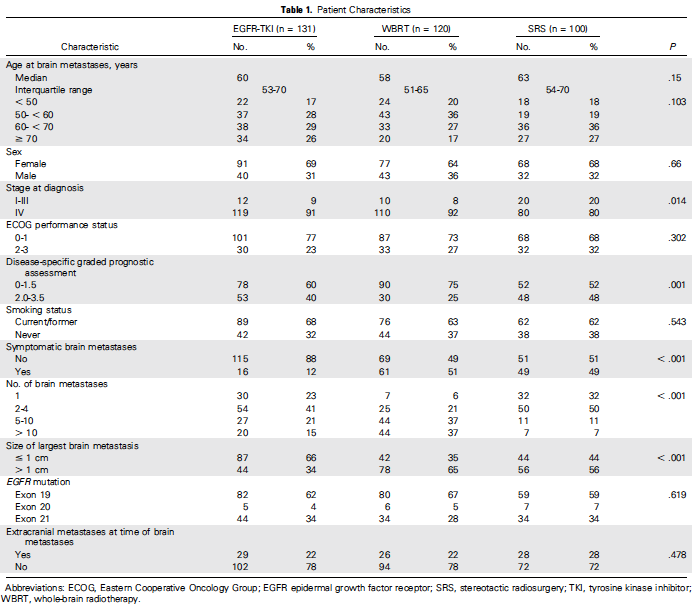 Table 1. Patient Characteristics
EGFR-TKI (n = 131) WBRT (n = 120) SRS (n = 100)
Characteristic No. % No. % No. % P
Age at brain metastases, years
Median 60 58 63 .15
Interquartile range 53-70 51-65 54-70
< 50 22 17 24 20 18 18 .103
50- < 60 37 28 43 36 19 19
60- < 70 38 29 33 27 36 36
≥ 70 34 26 20 17 27 27
Sex
Female 91 69 77 64 68 68 .66
Male 40 31 43 36 32 32
Stage at diagnosis
I-III 12 9 10 8 20 20 .014
IV 119 91 110 92 80 80
ECOG performance status
0-1 101 77 87 73 68 68 .302
2-3 30 23 33 27 32 32
Disease-specific graded prognostic
assessment
0-1.5 78 60 90 75 52 52 .001
2.0-3.5 53 40 30 25 48 48
Smoking status
Current/former 89 68 76 63 62 62 .543
Never 42 32 44 37 38 38
Symptomatic brain metastases
No 115 88 69 49 51 51 < .001
Yes 16 12 61 51 49 49
No. of brain metastases
1 30 23 7 6 32 32 < .001
2-4 54 41 25 21 50 50
5-10 27 21 44 37 11 11
> 10 20 15 44 37 7 7
Size of largest brain metastasis
≤ 1 cm 87 66 42 35 44 44 < .001
> 1 cm 44 34 78 65 56 56
EGFR mutation
Exon 19 82 62 80 67 59 59 .619
Exon 20 5 4 6 5 7 7
Exon 21 44 34 34 28 34 34
Extracranial metastases at time of brain
metastases
Yes 29 22 26 22 28 28 .478
No 102 78 94 78 72 72
Abbreviations: ECOG, Eastern Cooperative Oncology Group; EGFR epidermal growth factor receptor; SRS, stereotactic radiosurgery; TKI, tyrosine kinase inhibitor;
WBRT, whole-brain radiotherapy.